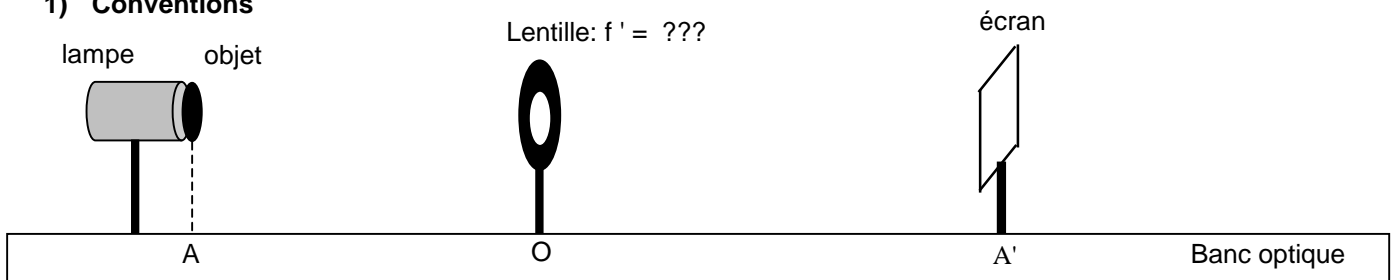 1) Conventions
Lentille: f ' = ???
écran
lampe
objet
A
O
A'
Banc optique